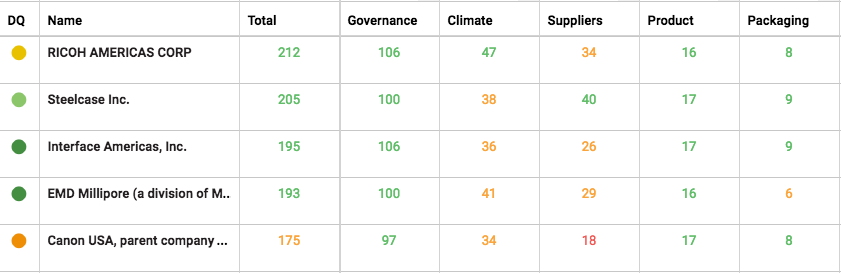 DQ Name Total Governance Climate Suppliers Product Packaging
RICOH AMERICAS CORP 212 106 47 34 16 8
Steelcase Inc. 205 100 38 40 17 9
Interface Americas, Inc. 195 106 36 26 17 9
EMD Millipore (a division of M.. 193 100 41 29 16 6
Canon USA, parent company ... 175 97 34 18 17 8